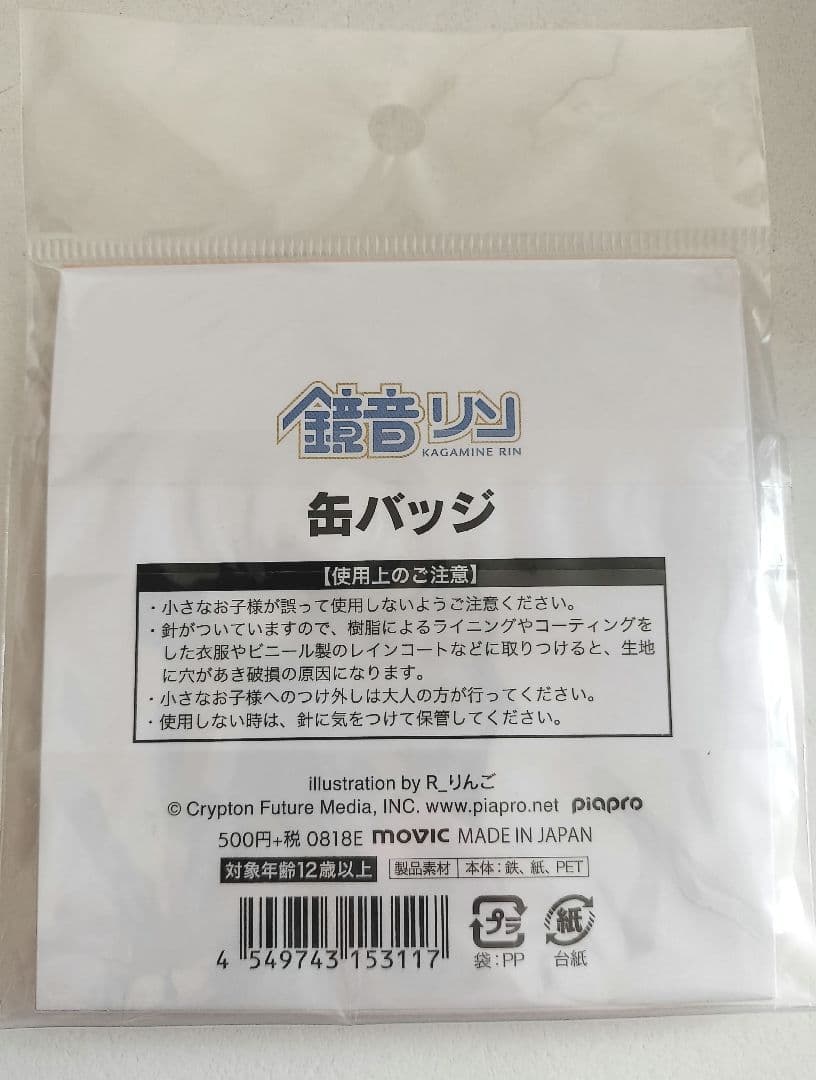 鏡音リン
KAGAMINE RIN
缶バッジ
【使用上のご注意】
・小さなお子様が誤って使用しないようご注意ください。
・針がついていますので、樹脂によるライニングやコーティングを
した衣服やビニール製のレインコートなどに取りつけると、生地
に穴があき破損の原因になります。
・小さなお子様へのつけ外しは大人の方が行ってください。
・使用しない時は、針に気をつけて保管してください。
illustration by R_りんご
© Crypton Future Media, INC. www.piapro.net piapro
500円+税 0818E movic MADE IN JAPAN
対象年齢12歳以上 製品素材 本体：鉄、紙、PET
4 549743 153117
プラ 紙
袋：PP 台紙